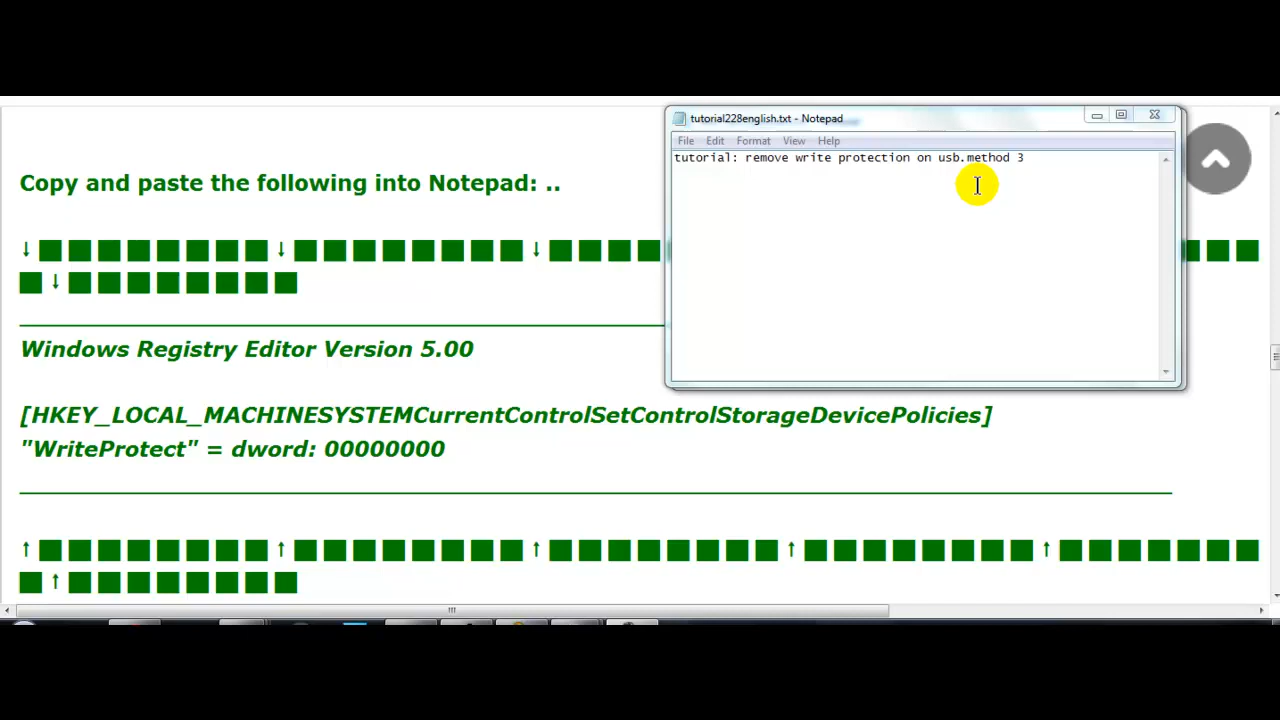 tutorial228english.txt - Notepad
File Edit Format View Help
tutorial: remove write protection on usb.method 3
Copy and paste the following into Notepad: ..
↓■■■■■■■■↓■■■■■■■■↓■■■■
■↓■■■■■■■■
Windows Registry Editor Version 5.00
[HKEY_LOCAL_MACHINESYSTEMCurrentControlSetControlStorageDevicePolicies]
"WriteProtect" = dword: 00000000
↑■■■■■■■■↑■■■■■■■■↑■■■■■■■■↑■■■■■■■■↑■■■■■■■
■↑■■■■■■■■